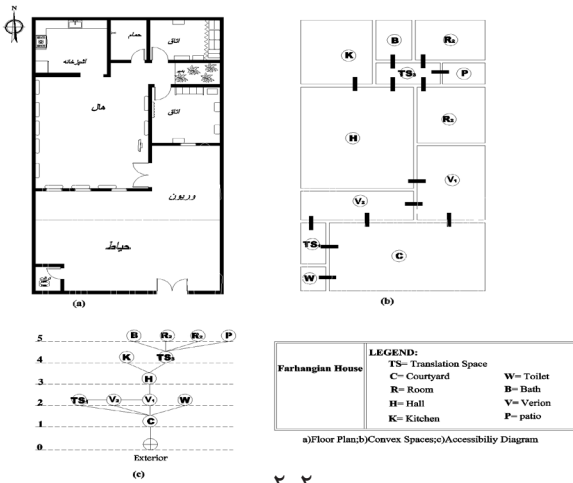 N
حمام
اتاق
آشپزخانه
هال
اتاق
وریون
حیاط
(a)
K
B
R₂
TS₂
P
H
R₂
V₁
V₂
TS₁
C
W
(b)
5
B
R₂
R₂
P
4
K
TS₂
3
H
2
TS₁
V₂
V₁
W
1
C
0
Exterior
(c)
Farhangian House
LEGEND:
TS= Translation Space
C= Courtyard
W= Toilet
R= Room
B= Bath
H= Hall
V= Verion
K= Kitchen
P= patio
a)Floor Plan;b)Convex Spaces;c)Accessibiliy Diagram